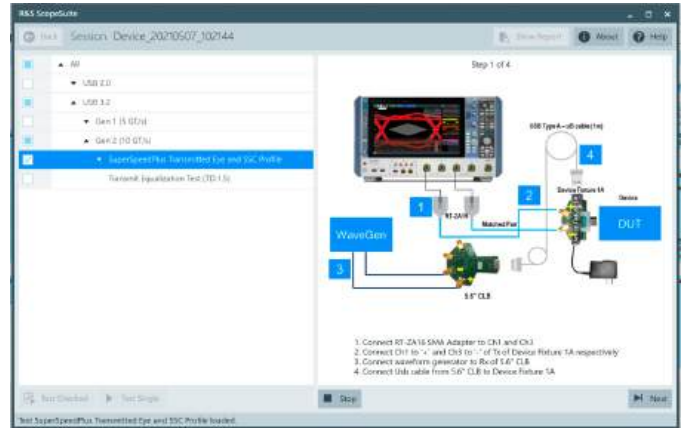 R&S ScopeSuite
Back
Session Device_20210507_102144
Show Report
About
Help
All
USB 2.0
USB 3.2
Gen 1 (5 GT/s)
Gen 2 (10 GT/s)
SuperSpeedPlus Transmitted Eye and SSC Profile
Transmit Equalization Test (TD 1.5)
Step 1 of 4
USB Type A – uB cable(1m)
4
1
RT-ZA16
2
Device Fixture 1A
Device
Matched Pair
DUT
WaveGen
3
5.6" CLB
1. Connect RT-ZA16 SMA Adapter to Ch1 and Ch3
2. Connect Ch1 to '+' and Ch3 to '-' of Tx of Device Fixture 1A respectively
3. Connect waveform generator to Rx of 5.6" CLB
4. Connect Usb cable from 5.6" CLB to Device Fixture 1A
Test Checked
Test Single
Stop
Next
Test SuperSpeedPlus Transmitted Eye and SSC Profile loaded